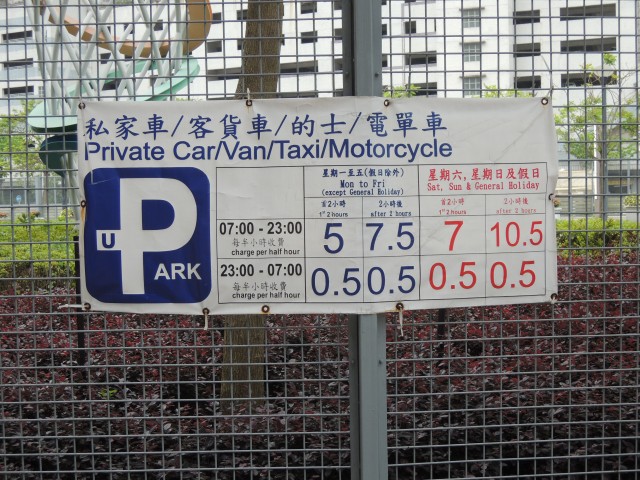 私家車/客貨車/的士/電單車
Private Car/Van/Taxi/Motorcycle
U PARK
星期一至五(假日除外)
Mon to Fri
(except General Holiday)
星期六, 星期日及假日
Sat, Sun & General Holiday
首2小時 2小時後 首2小時 2小時後
1st 2 hours after 2 hours 1st 2 hours after 2 hours
07:00 - 23:00 5 7.5 7 10.5
每半小時收費
charge per half hour
23:00 - 07:00 0.5 0.5 0.5 0.5
每半小時收費
charge per half hour